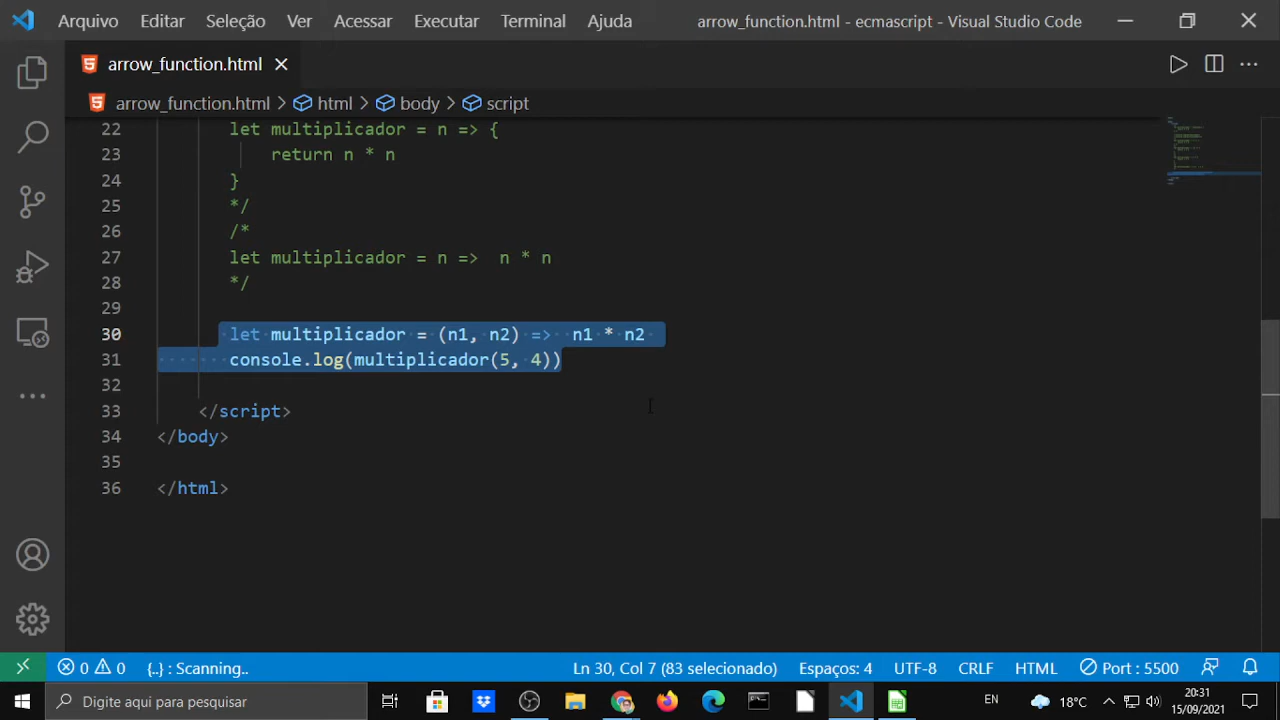 Arquivo Editar Seleção Ver Acessar Executar Terminal Ajuda arrow_function.html - ecmascript - Visual Studio Code
arrow_function.html
arrow_function.html > html > body > script
22 let multiplicador = n => {
23 return n * n
24 }
25 */
26 /*
27 let multiplicador = n =>  n * n
28 */
29
30 let multiplicador = (n1, n2) =>  n1 * n2
31 console.log(multiplicador(5, 4))
32
33 </script>
34 </body>
35
36 </html>
0 0 {..} : Scanning.. Ln 30, Col 7 (83 selecionado) Espaços: 4 UTF-8 CRLF HTML Port : 5500
Digite aqui para pesquisar EN 18°C 20:31
15/09/2021